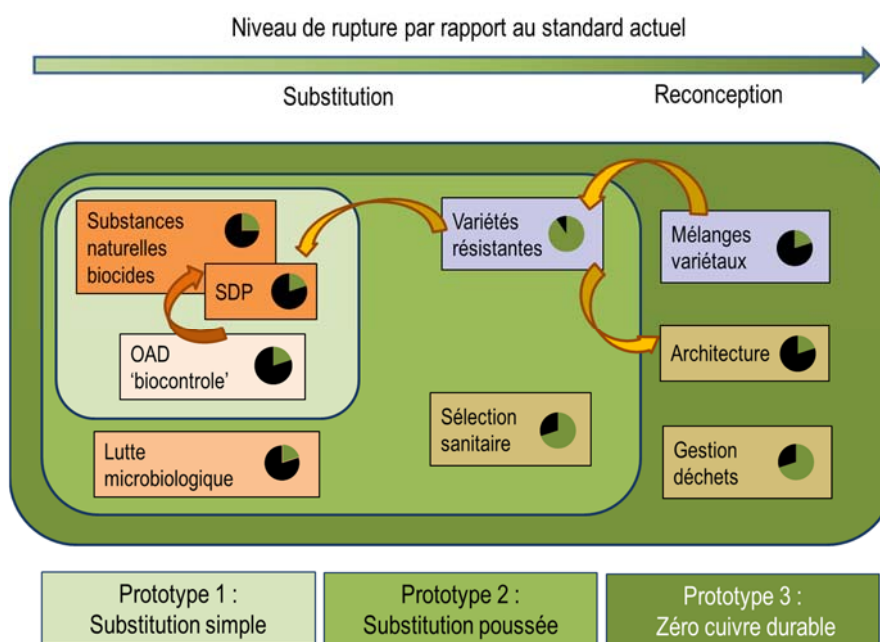 Niveau de rupture par rapport au standard actuel
Substitution
Reconception
Substances
naturelles
biocides
SDP
OAD
‘biocontrole’
Lutte
microbiologique
Variétés
résistantes
Sélection
sanitaire
Mélanges
variétaux
Architecture
Gestion
déchets
Prototype 1 :
Substitution simple
Prototype 2 :
Substitution poussée
Prototype 3 :
Zéro cuivre durable